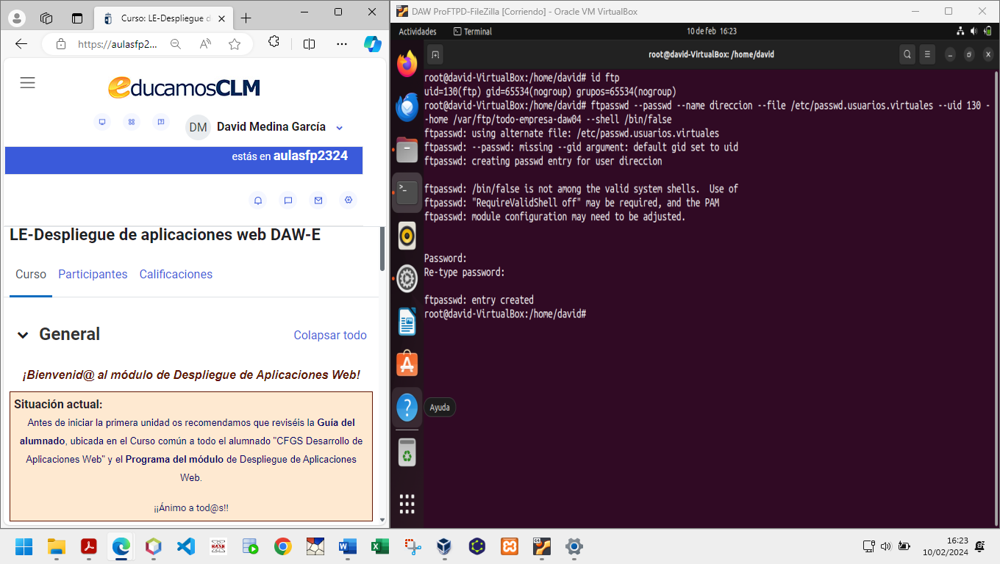 Curso: LE-Despliegue d
https://aulasfp2...
educamosCLM
DM David Medina García
estás en aulasfp2324
LE-Despliegue de aplicaciones web DAW-E
Curso Participantes Calificaciones
General Colapsar todo
¡Bienvenid@ al módulo de Despliegue de Aplicaciones Web!
Situación actual:
Antes de iniciar la primera unidad os recomendamos que reviséis la Guía del
alumnado, ubicada en el Curso común a todo el alumnado "CFGS Desarrollo de
Aplicaciones Web" y el Programa del módulo de Despliegue de Aplicaciones
Web.
¡¡Ánimo a tod@s!!
DAW ProFTPD-FileZilla [Corriendo] - Oracle VM VirtualBox
Actividades Terminal 10 de feb 16:23
root@david-VirtualBox: /home/david
root@david-VirtualBox:/home/david# id ftp
uid=130(ftp) gid=65534(nogroup) grupos=65534(nogroup)
root@david-VirtualBox:/home/david# ftpasswd --passwd --name direccion --file /etc/passwd.usuarios.virtuales --uid 130 -
-home /var/ftp/todo-empresa-daw04 --shell /bin/false
ftpasswd: using alternate file: /etc/passwd.usuarios.virtuales
ftpasswd: --passwd: missing --gid argument: default gid set to uid
ftpasswd: creating passwd entry for user direccion
ftpasswd: /bin/false is not among the valid system shells.  Use of
ftpasswd: "RequireValidShell off" may be required, and the PAM
ftpasswd: module configuration may need to be adjusted.
Password:
Re-type password:
ftpasswd: entry created
root@david-VirtualBox:/home/david#
Ayuda
16:23
10/02/2024